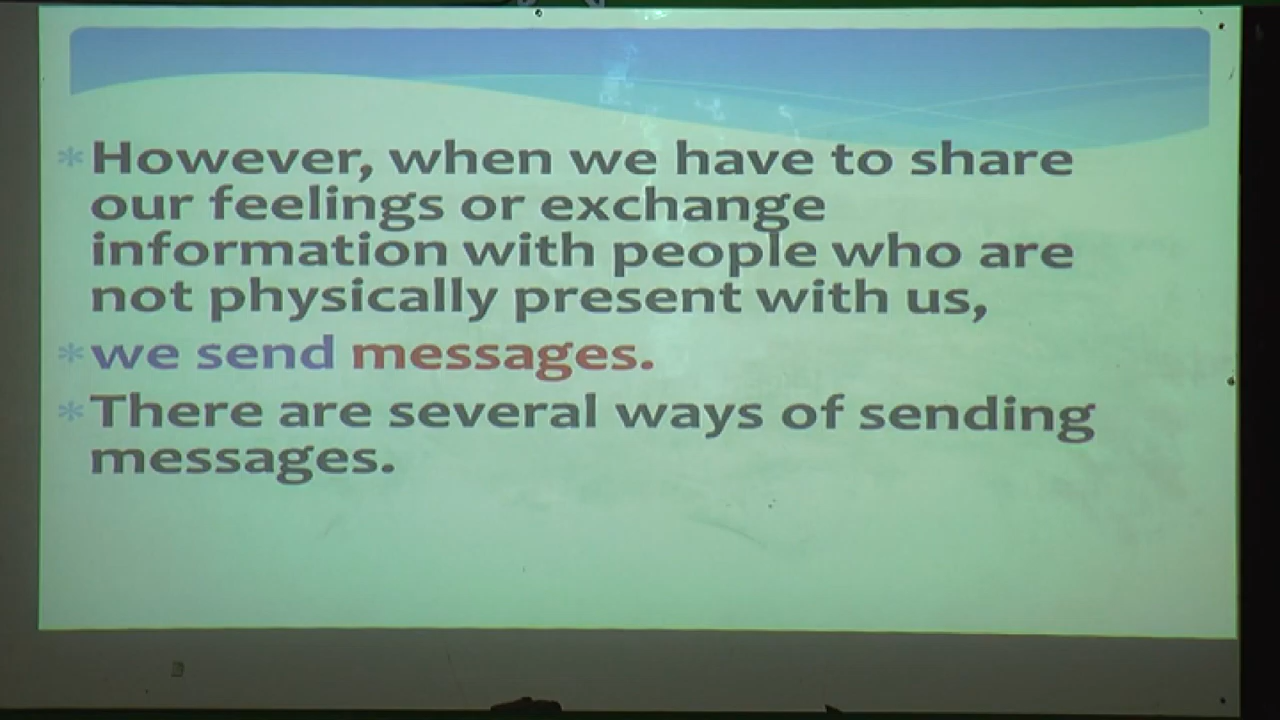 * However, when we have to share
our feelings or exchange
information with people who are
not physically present with us,
* we send messages.
* There are several ways of sending
messages.